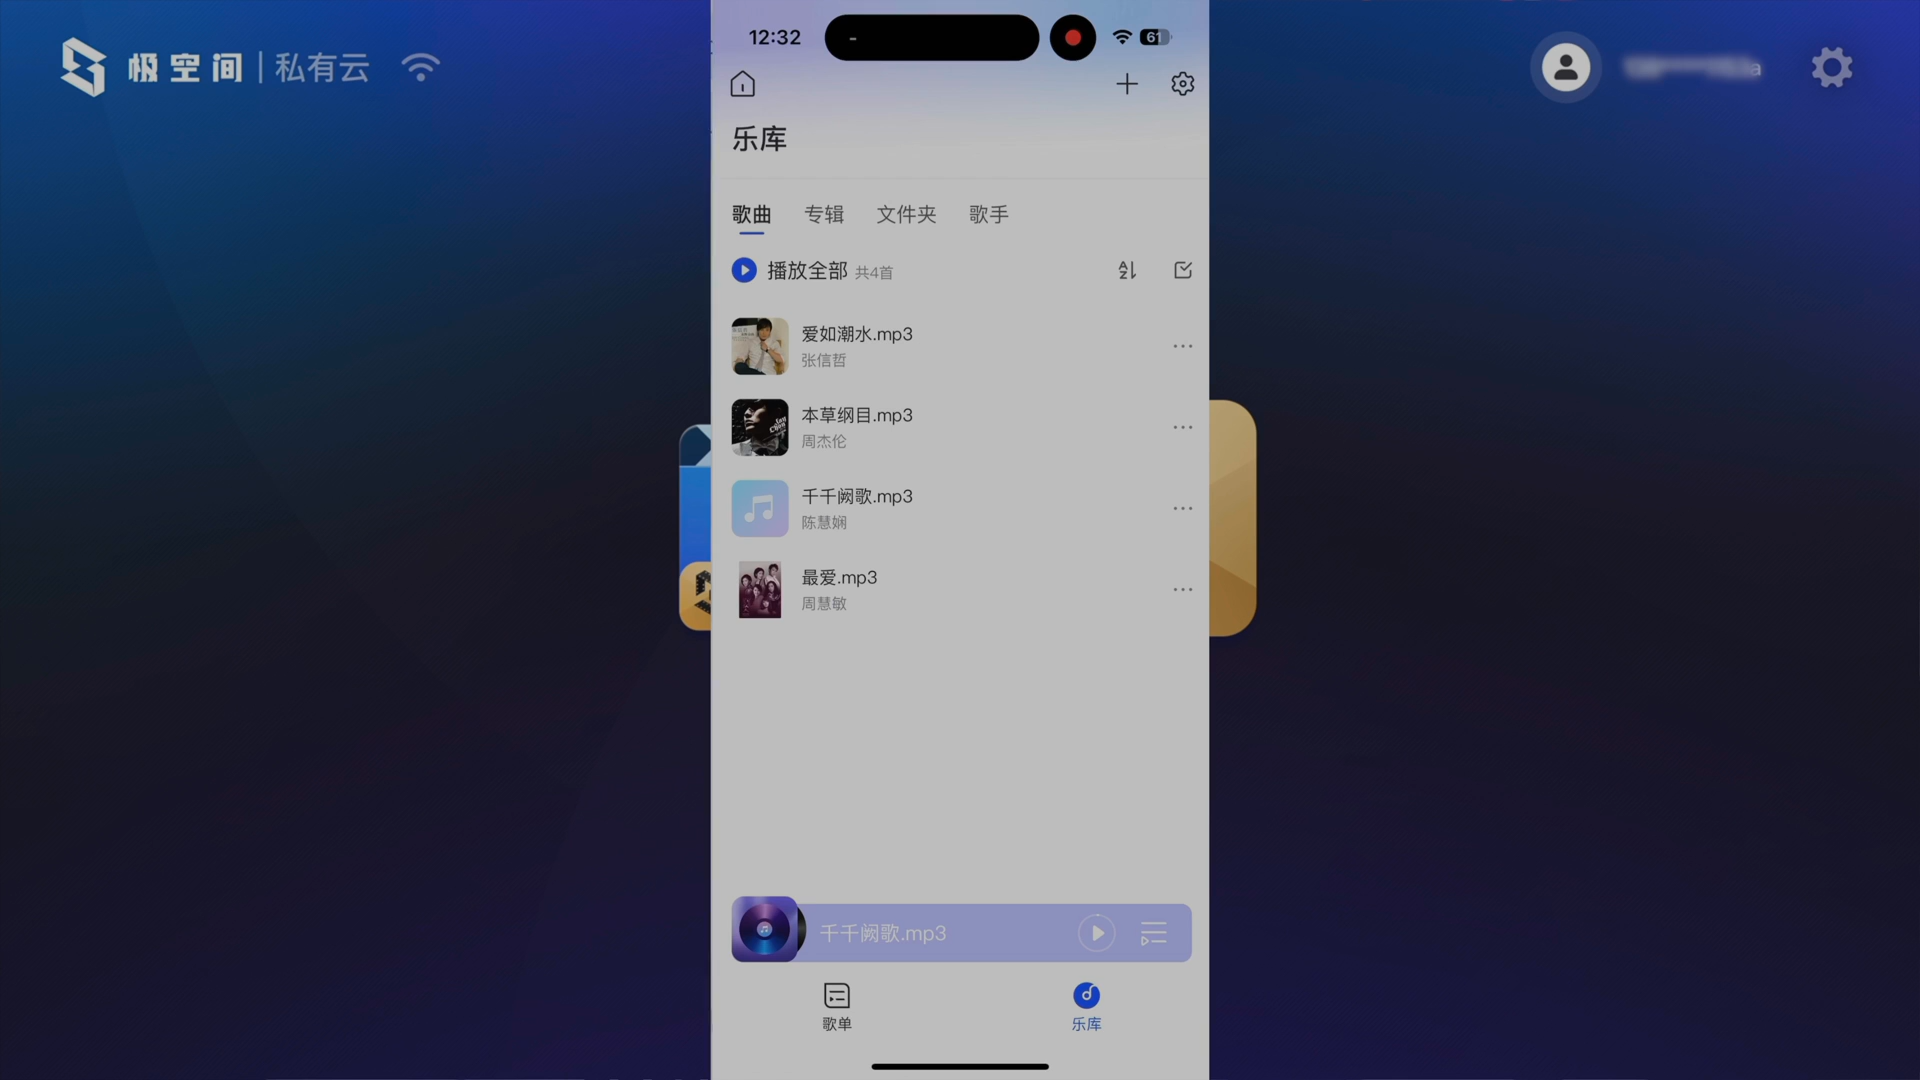 极空间|私有云
12:32
61
乐库
歌曲 专辑 文件夹 歌手
播放全部 共4首
爱如潮水.mp3
张信哲
本草纲目.mp3
周杰伦
千千阙歌.mp3
陈慧娴
最爱.mp3
周慧敏
千千阙歌.mp3
歌单 乐库